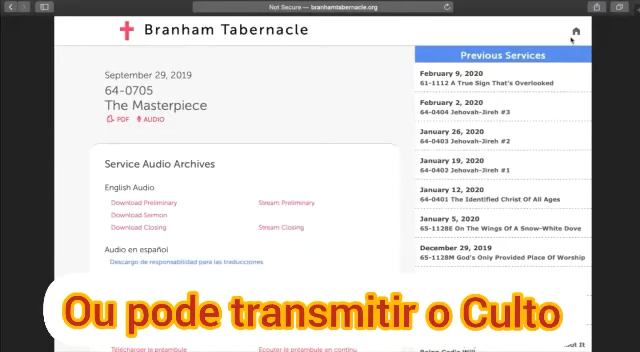 Not Secure — branhamtabernacle.org
Branham Tabernacle
September 29, 2019
64-0705
The Masterpiece
PDF AUDIO
Service Audio Archives
English Audio
Download Preliminary Stream Preliminary
Download Sermon
Download Closing Stream Closing
Audio en español
Descargo de responsabilidad para las traducciones.
Télécharger le préambule Écouter le préambule en continu
Previous Services
February 9, 2020
61-1112 A True Sign That's Overlooked
February 2, 2020
64-0404 Jehovah-Jireh #3
January 26, 2020
64-0403 Jehovah-Jireh #2
January 19, 2020
64-0402 Jehovah-Jireh #1
January 12, 2020
64-0401 The Identified Christ Of All Ages
January 5, 2020
65-1128E On The Wings Of A Snow-White Dove
December 29, 2019
65-1128M God's Only Provided Place Of Worship
Ou pode transmitir o Culto